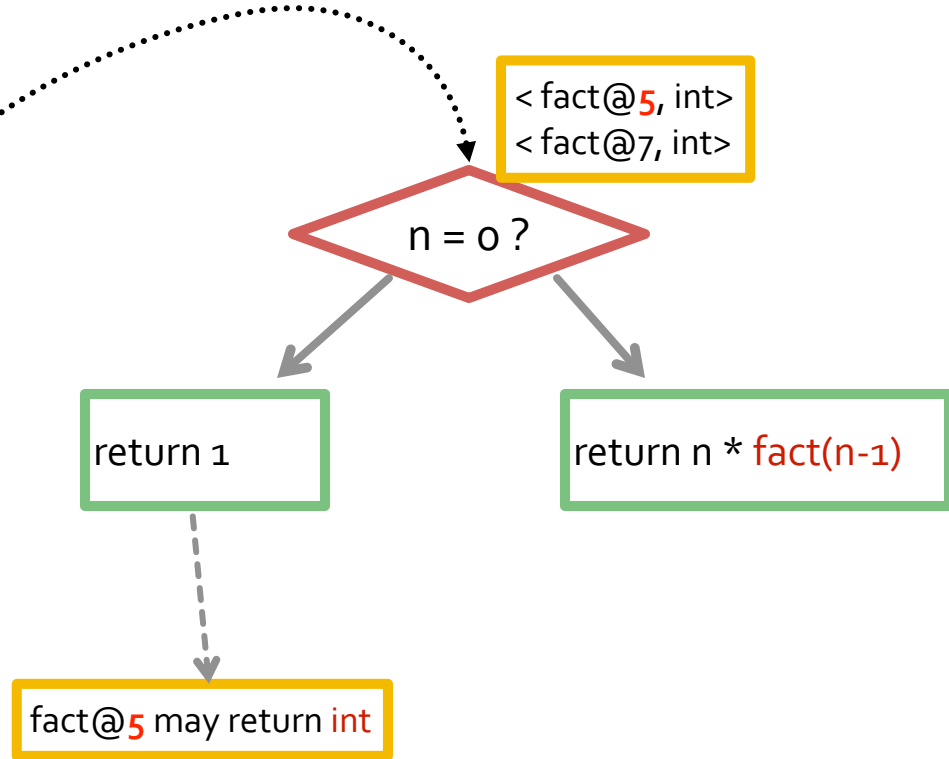 < fact@5, int>
< fact@7, int>
n = 0 ?
return 1
return n * fact(n-1)
fact@5 may return int